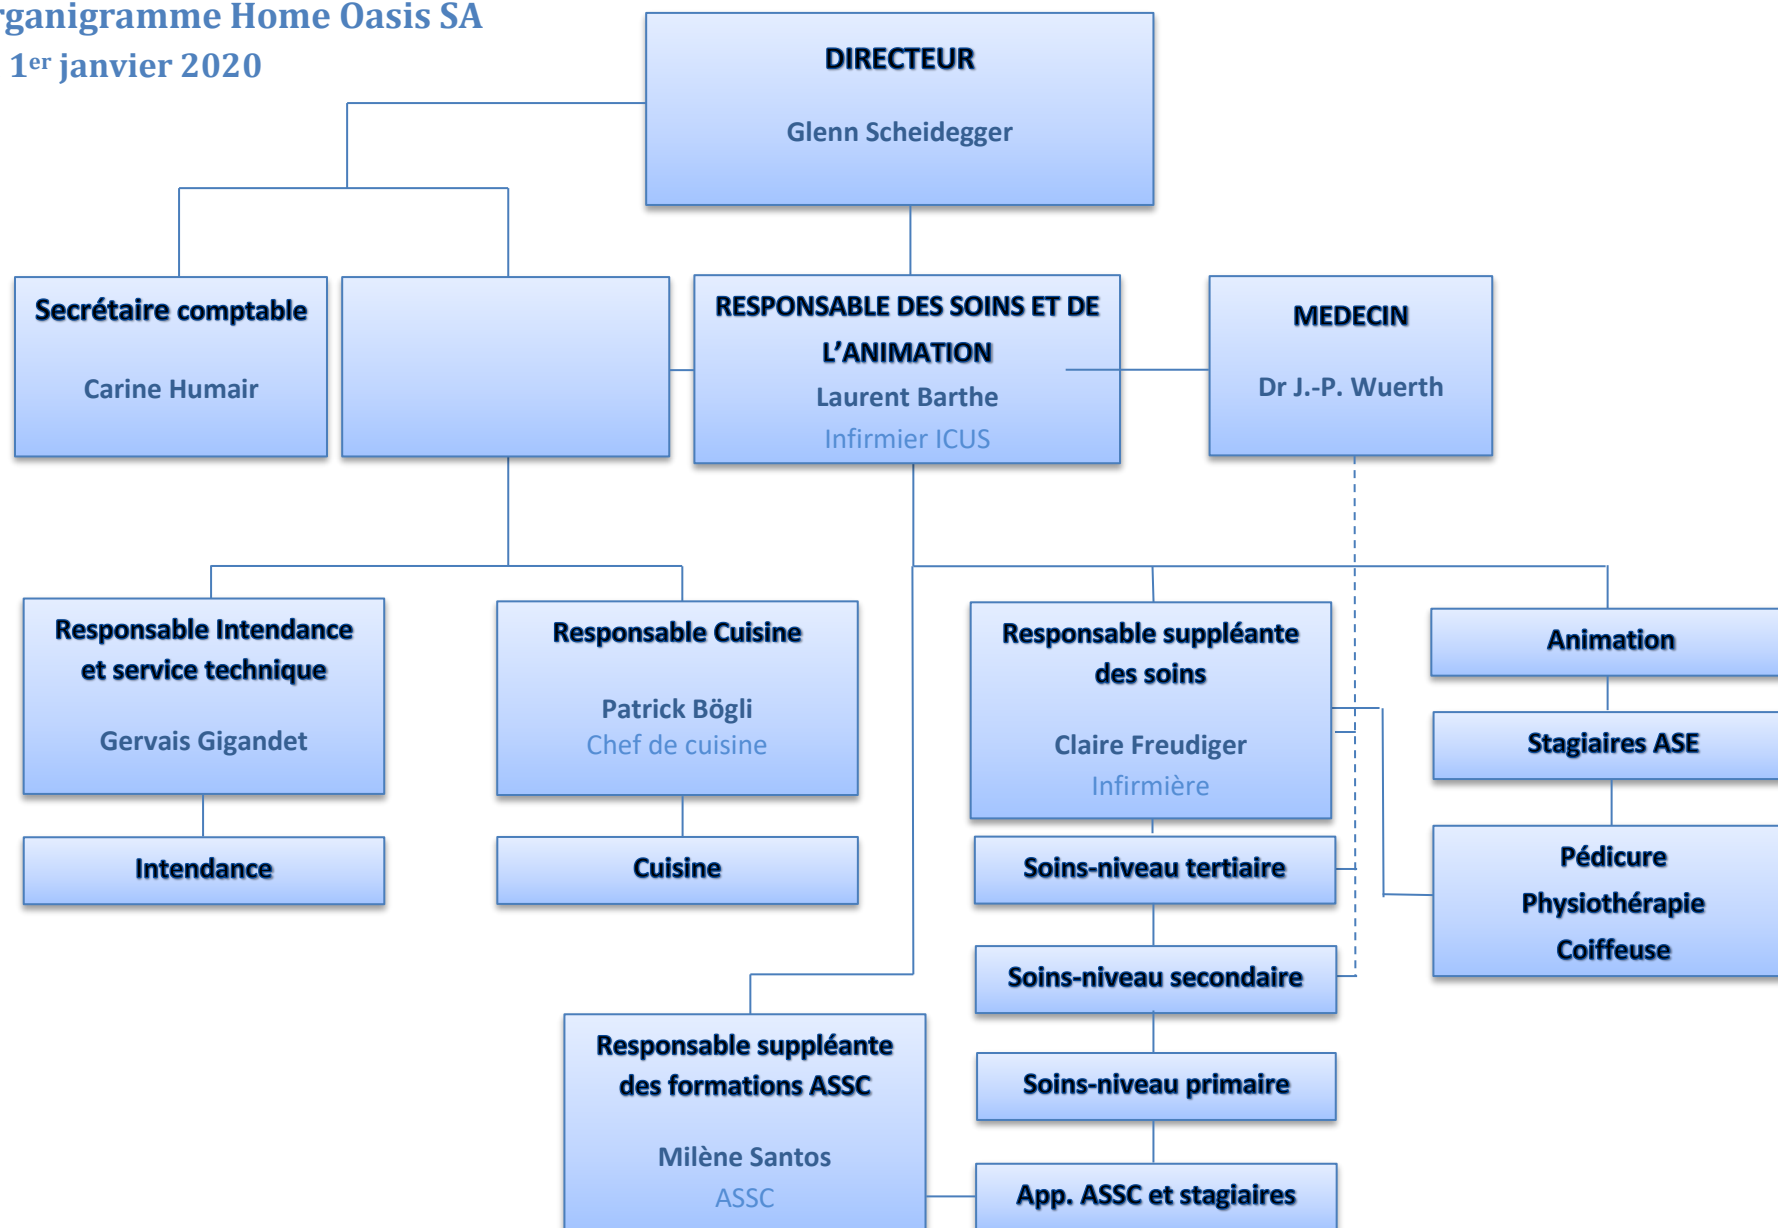 rganigramme Home Oasis SA
1er janvier 2020
DIRECTEUR
Glenn Scheidegger
Secrétaire comptable
Carine Humair
RESPONSABLE DES SOINS ET DE
L’ANIMATION
Laurent Barthe
Infirmier ICUS
MEDECIN
Dr J.-P. Wuerth
Responsable Intendance
et service technique
Gervais Gigandet
Responsable Cuisine
Patrick Bögli
Chef de cuisine
Responsable suppléante
des soins
Claire Freudiger
Infirmière
Animation
Stagiaires ASE
Intendance
Cuisine
Soins-niveau tertiaire
Pédicure
Physiothérapie
Coiffeuse
Soins-niveau secondaire
Responsable suppléante
des formations ASSC
Milène Santos
ASSC
Soins-niveau primaire
App. ASSC et stagiaires